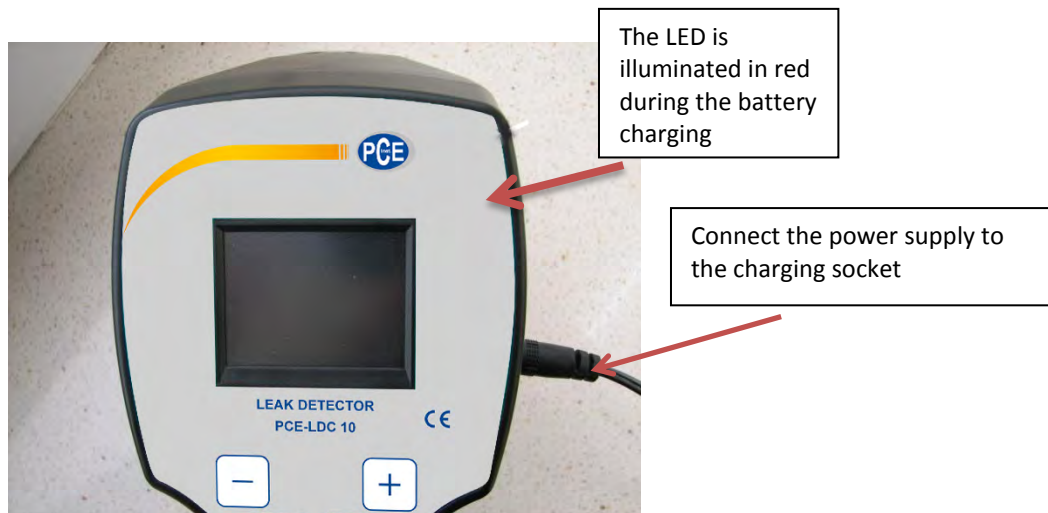 The LED is
illuminated in red
during the battery
charging
PCE
Connect the power supply to
the charging socket
LEAK DETECTOR
PCE-LDC 10
CE
−
+